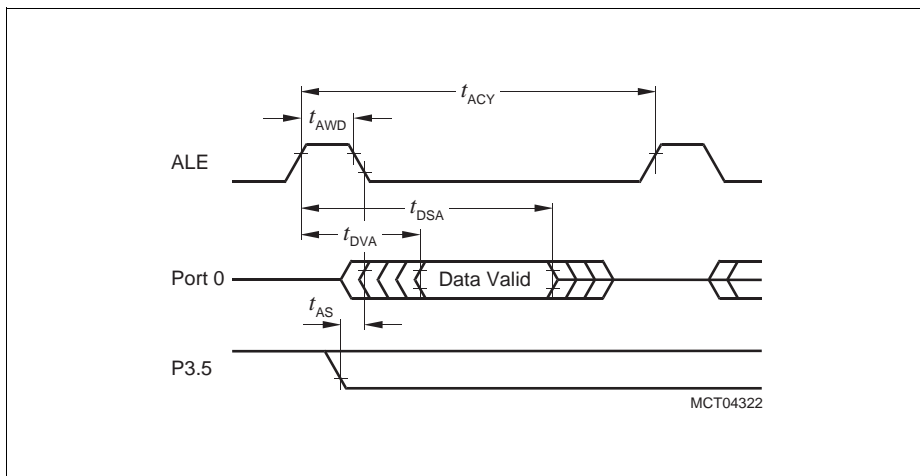 tACY
tAWD
ALE
tDSA
tDVA
Port 0
Data Valid
tAS
P3.5
MCT04322